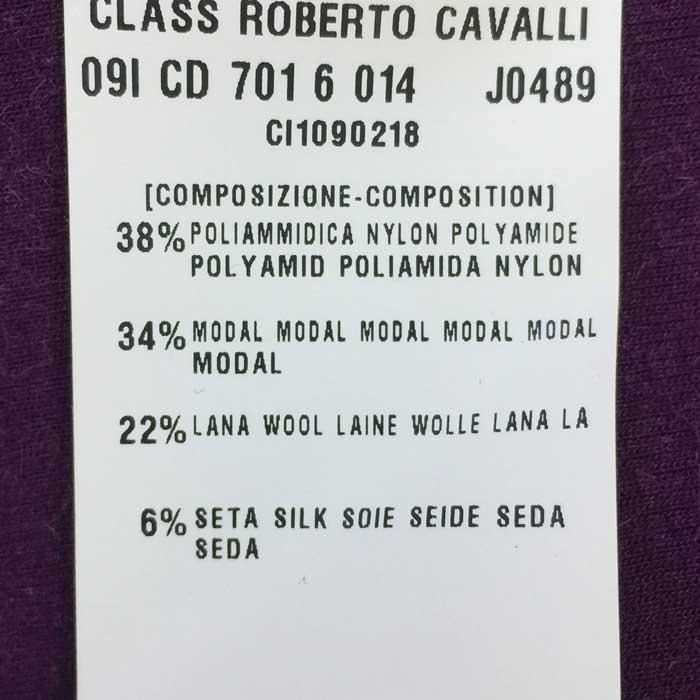 CLASS ROBERTO CAVALLI
09I CD 701 6 014 J0489
CI1090218
[COMPOSIZIONE-COMPOSITION]
38% POLIAMMIDICA NYLON POLYAMIDE
POLYAMID POLIAMIDA NYLON
34% MODAL MODAL MODAL MODAL MODAL
MODAL
22% LANA WOOL LAINE WOLLE LANA LA
6% SETA SILK SOIE SEIDE SEDA
SEDA